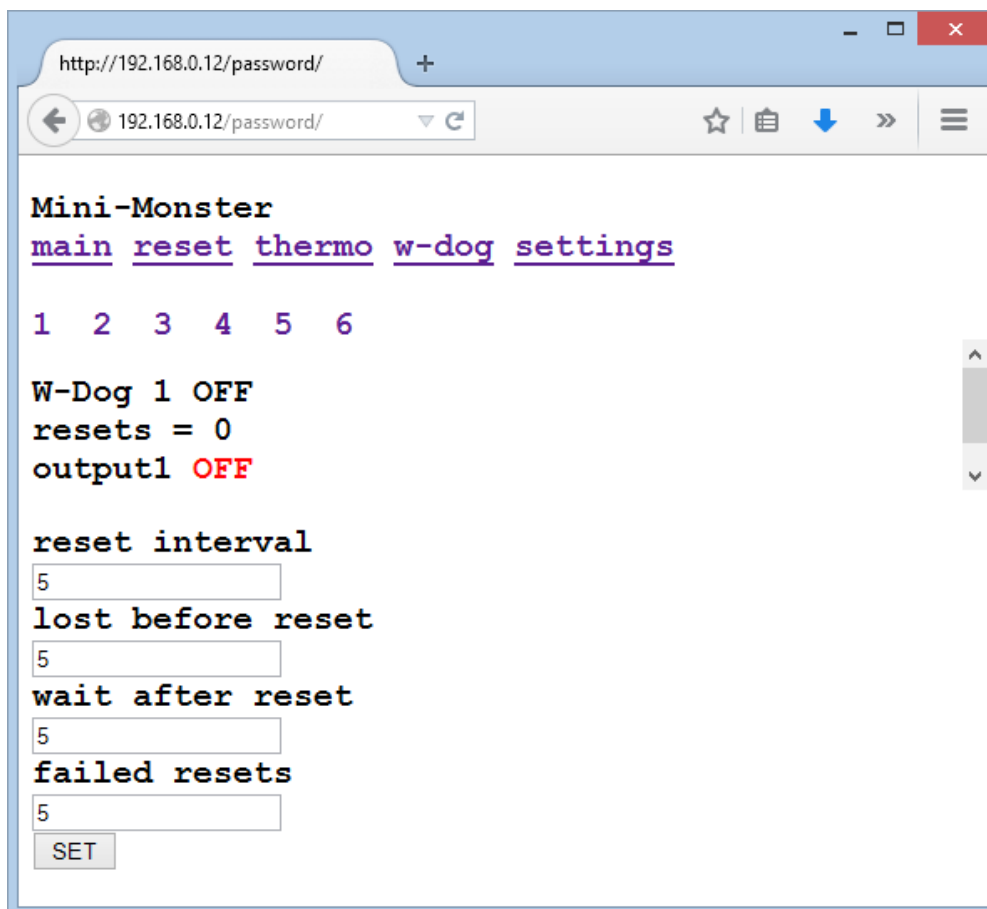 http://192.168.0.12/password/
192.168.0.12/password/
Mini-Monster
main reset thermo w-dog settings
1 2 3 4 5 6
W-Dog 1 OFF
resets = 0
output1 OFF
reset interval
5
lost before reset
5
wait after reset
5
failed resets
5
SET